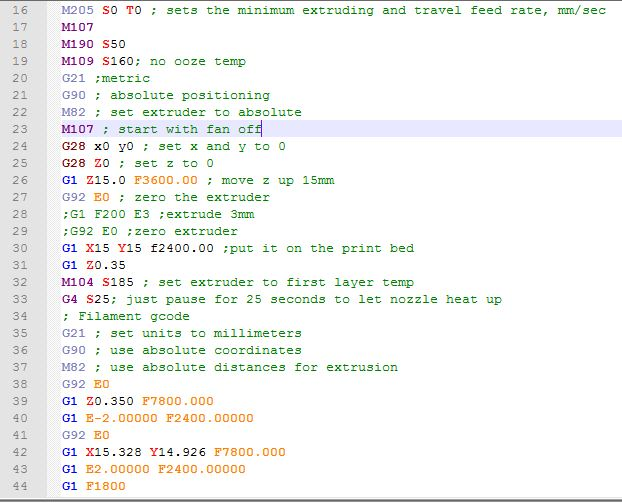 16 M205 S0 T0 ; sets the minimum extruding and travel feed rate, mm/sec
17 M107
18 M190 S50
19 M109 S160; no ooze temp
20 G21 ;metric
21 G90 ; absolute positioning
22 M82 ; set extruder to absolute
23 M107 ; start with fan off
24 G28 x0 y0 ; set x and y to 0
25 G28 Z0 ; set z to 0
26 G1 Z15.0 F3600.00 ; move z up 15mm
27 G92 E0 ; zero the extruder
28 ;G1 F200 E3 ;extrude 3mm
29 ;G92 E0 ;zero extruder
30 G1 X15 Y15 f2400.00 ;put it on the print bed
31 G1 Z0.35
32 M104 S185 ; set extruder to first layer temp
33 G4 S25; just pause for 25 seconds to let nozzle heat up
34 ; Filament gcode
35 G21 ; set units to millimeters
36 G90 ; use absolute coordinates
37 M82 ; use absolute distances for extrusion
38 G92 E0
39 G1 Z0.350 F7800.000
40 G1 E-2.00000 F2400.00000
41 G92 E0
42 G1 X15.328 Y14.926 F7800.000
43 G1 E2.00000 F2400.00000
44 G1 F1800